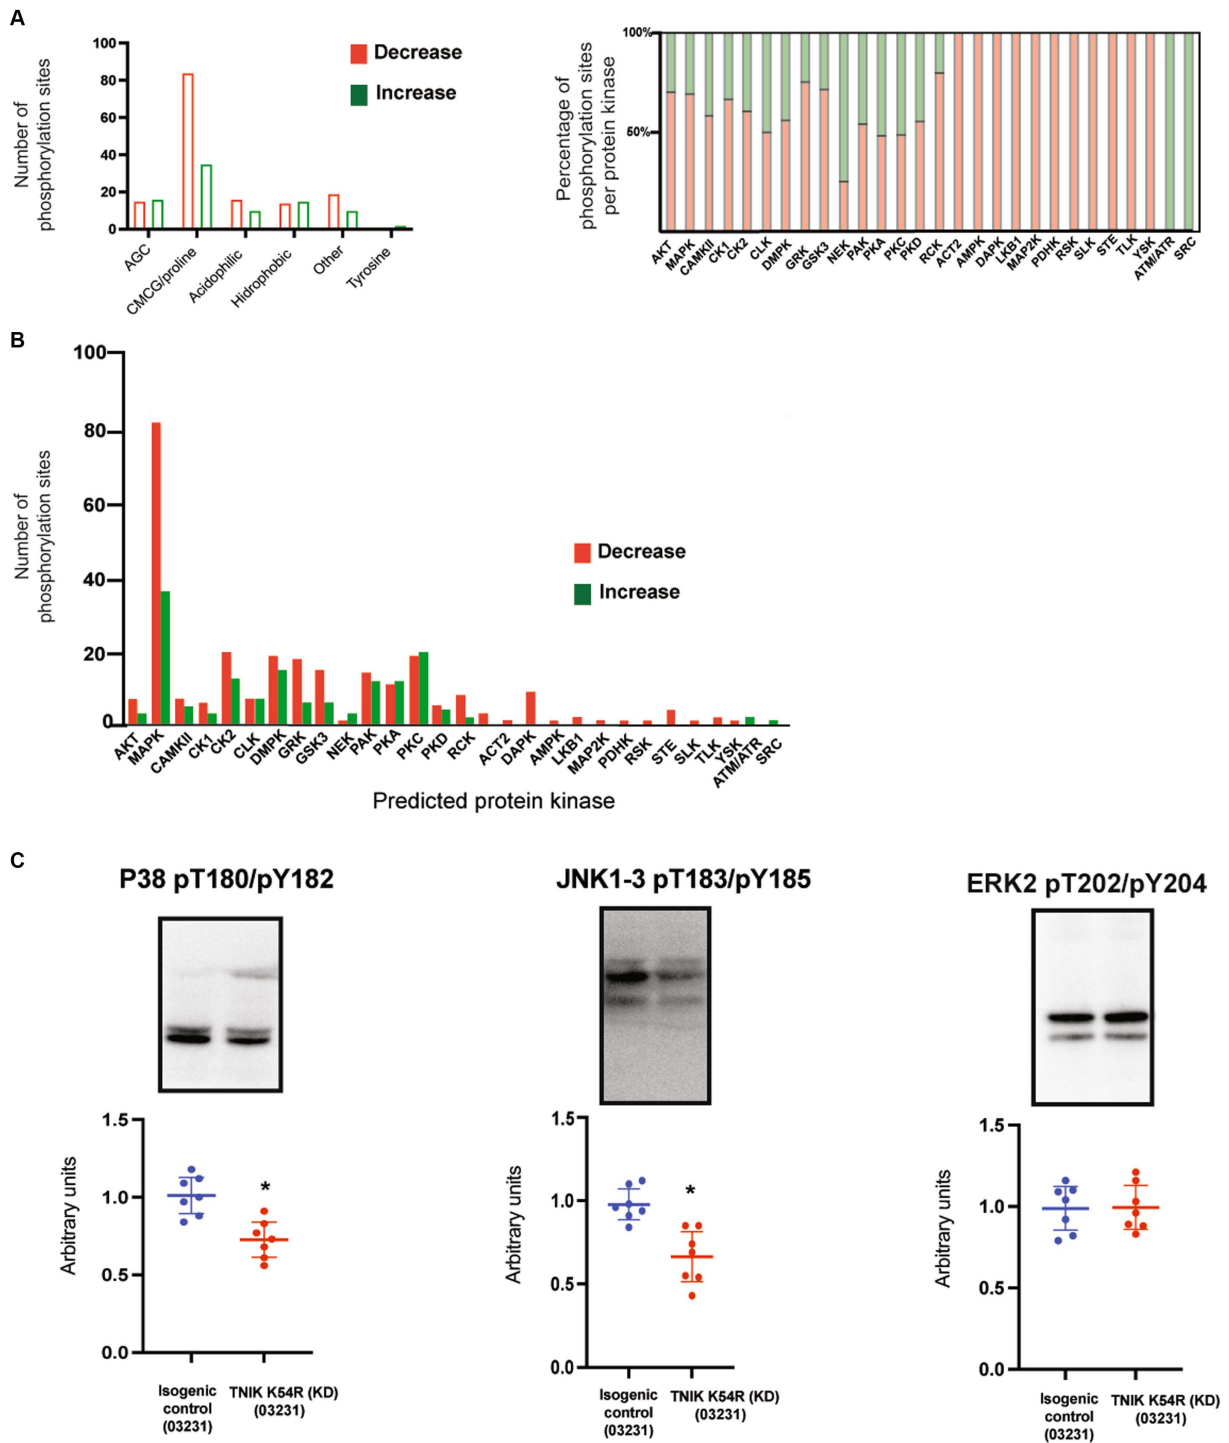 A
Number of
phosphorylation sites
100
80
60
40
20
0
Decrease
Increase
AGC
CMCG/proline
Acidophilic
Hidrophobic
Other
Tyrosine
Percentage of
phosphorylation sites
per protein kinase
100%
50%
AKT
MAPK
CAMKII
CK1
CK2
CLK
DMPK
GRK
GSK3
NEK
PAK
PKA
PKC
PKD
RCK
ACT2
AMPK
DAPK
LKB1
MAP2K
PDHK
RSK
SLK
STE
TLK
YSK
ATM/ATR
SRC
B
Number of
phosphorylation sites
100
80
60
40
20
0
Decrease
Increase
AKT
MAPK
CAMKII
CK1
CK2
CLK
DMPK
GRK
GSK3
NEK
PAK
PKA
PKC
PKD
RCK
ACT2
DAPK
AMPK
LKB1
MAP2K
PDHK
RSK
STE
SLK
TLK
YSK
ATM/ATR
SRC
Predicted protein kinase
C
P38 pT180/pY182
Arbitrary units
1.5
1.0
0.5
0.0
*
Isogenic
control
(03231)
TNIK K54R (KD)
(03231)
JNK1-3 pT183/pY185
Arbitrary units
1.5
1.0
0.5
0.0
*
Isogenic
control
(03231)
TNIK K54R (KD)
(03231)
ERK2 pT202/pY204
Arbitrary units
1.5
1.0
0.5
0.0
Isogenic
control
(03231)
TNIK K54R (KD)
(03231)